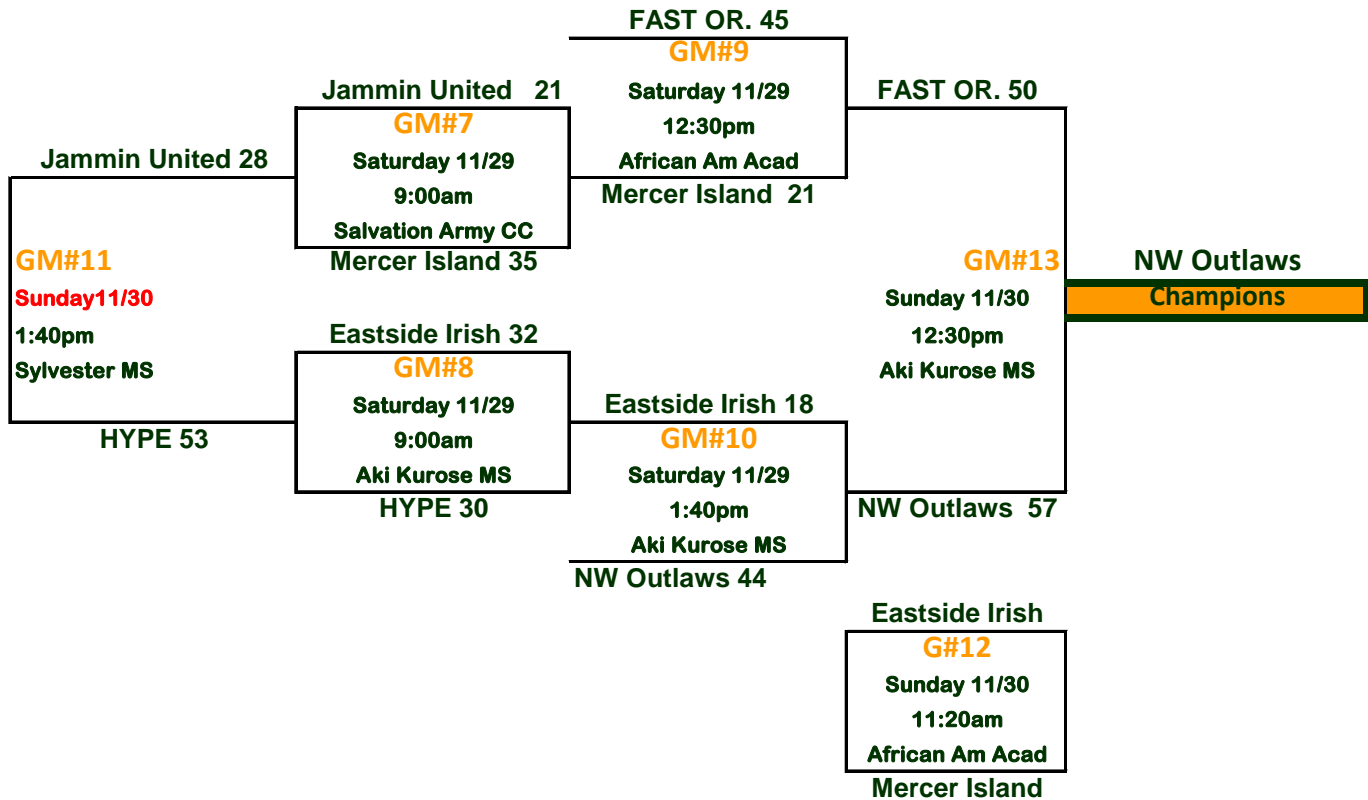 FAST OR. 45
GM#9
Saturday 11/29
12:30pm
African Am Acad
Mercer Island  21
Jammin United   21
GM#7
Saturday 11/29
9:00am
Salvation Army CC
Mercer Island 35
FAST OR. 50
Jammin United 28
GM#11
Sunday11/30
1:40pm
Sylvester MS
HYPE 53
GM#13
Sunday 11/30
12:30pm
Aki Kurose MS
NW Outlaws
Champions
Eastside Irish 32
GM#8
Saturday 11/29
9:00am
Aki Kurose MS
HYPE 30
Eastside Irish 18
GM#10
Saturday 11/29
1:40pm
Aki Kurose MS
NW Outlaws 44
NW Outlaws  57
Eastside Irish
G#12
Sunday 11/30
11:20am
African Am Acad
Mercer Island